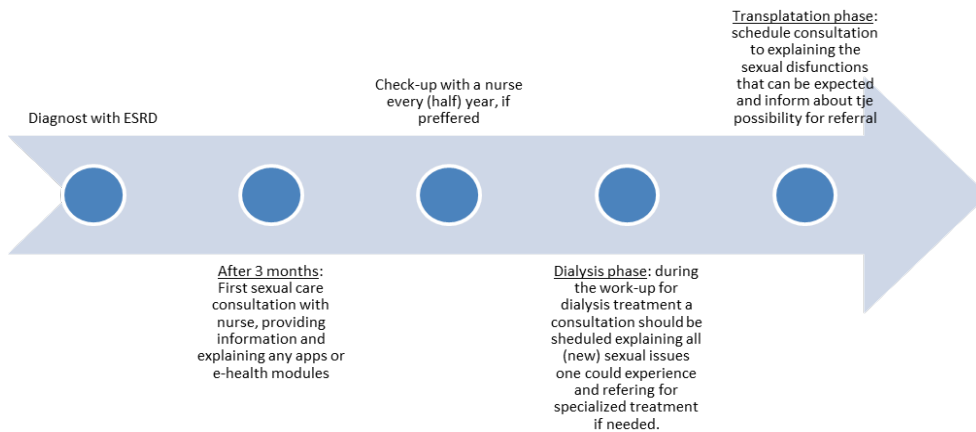 Diagnost with ESRD
After 3 months:
First sexual care
consultation with
nurse, providing
information and
explaining any apps or
e-health modules
Check-up with a nurse
every (half) year, if
preffered
Dialysis phase: during
the work-up for
dialysis treatment a
consultation should be
sheduled explaining all
(new) sexual issues
one could experience
and refering for
specialized treatment
if needed.
Transplatation phase:
schedule consultation
to explaining the
sexual disfunctions
that can be expected
and inform about tje
possibility for referral